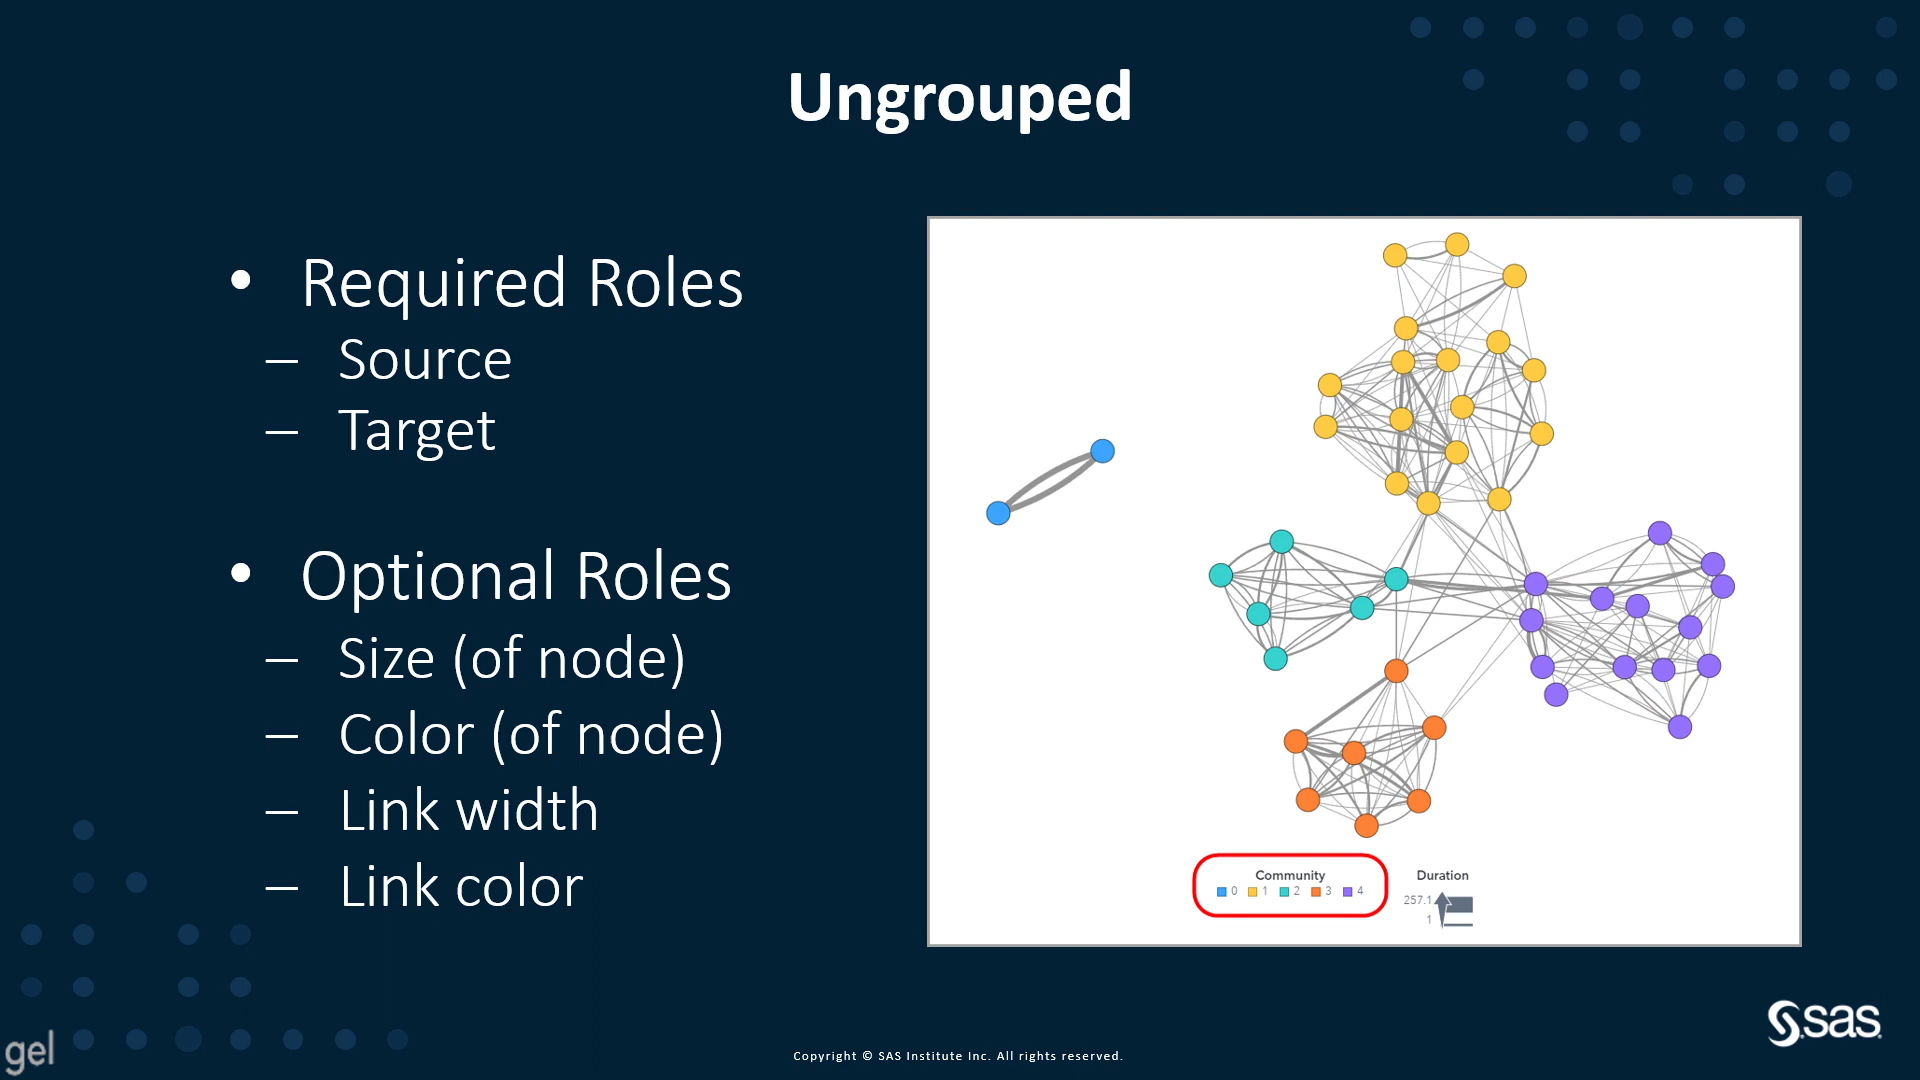 Ungrouped
• Required Roles
– Source
– Target
• Optional Roles
– Size (of node)
– Color (of node)
– Link width
– Link color
Community
0 1 2 3 4
Duration
257.1
1
gel
Copyright © SAS Institute Inc. All rights reserved.
sas